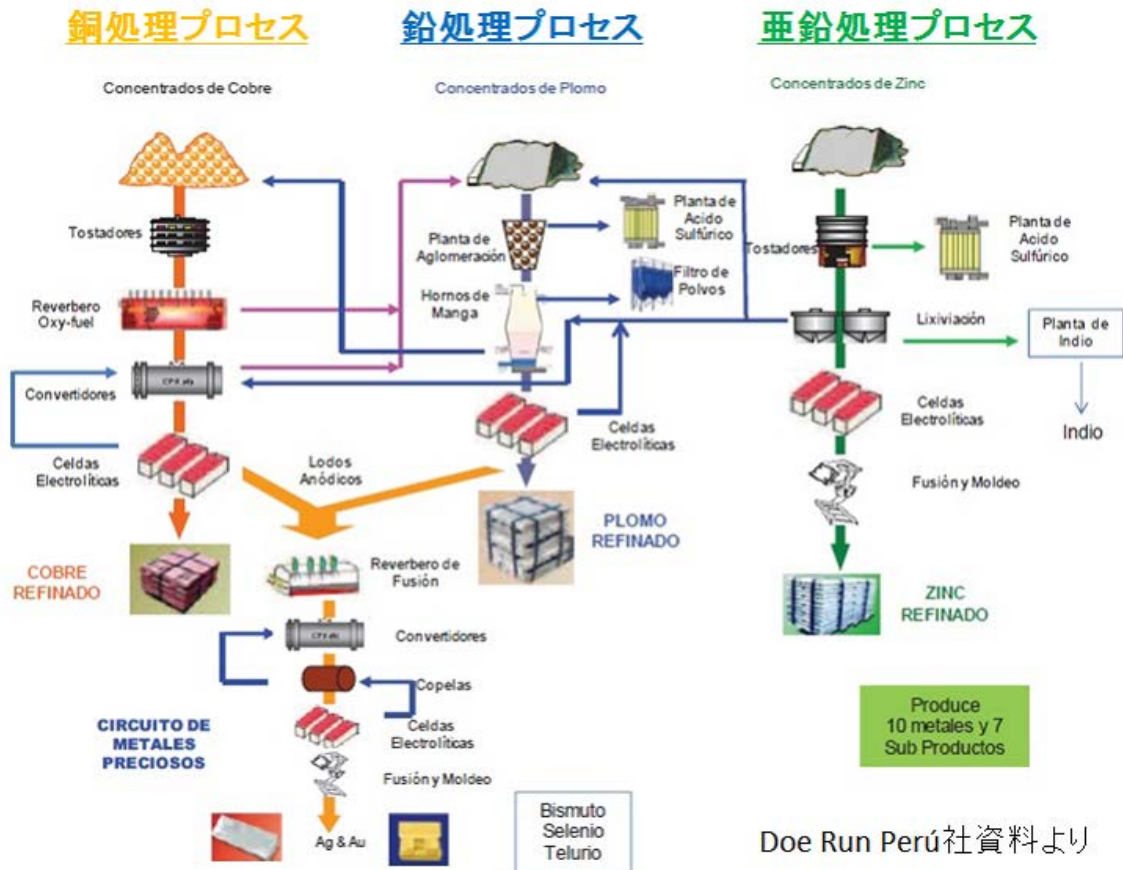 銅処理プロセス
鉛処理プロセス
亜鉛処理プロセス
Concentrados de Cobre
Concentrados de Plomo
Concentrados de Zinc
Tostadores
Planta de
Aglomeración
Planta de
Acido
Sulfúrico
Tostadores
Planta de
Acido
Sulfúrico
Reverbero
Oxy-fuel
Hornos de
Manga
Filtro de
Polvos
Lixiviación
Planta de
Indio
Convertidores
Indio
Celdas
Electrolíticas
Lodos
Anódicos
Celdas
Electrolíticas
Celdas
Electrolíticas
Fusión y Moldeo
COBRE
REFINADO
PLOMO
REFINADO
ZINC
REFINADO
Reverbero de
Fusión
Convertidores
Copelas
CIRCUITO DE
METALES
PRECIOSOS
Celdas
Electrolíticas
Fusión y Moldeo
Ag & Au
Bismuto
Selenio
Telurio
Produce
10 metales y 7
Sub Productos
Doe Run Perú社資料より